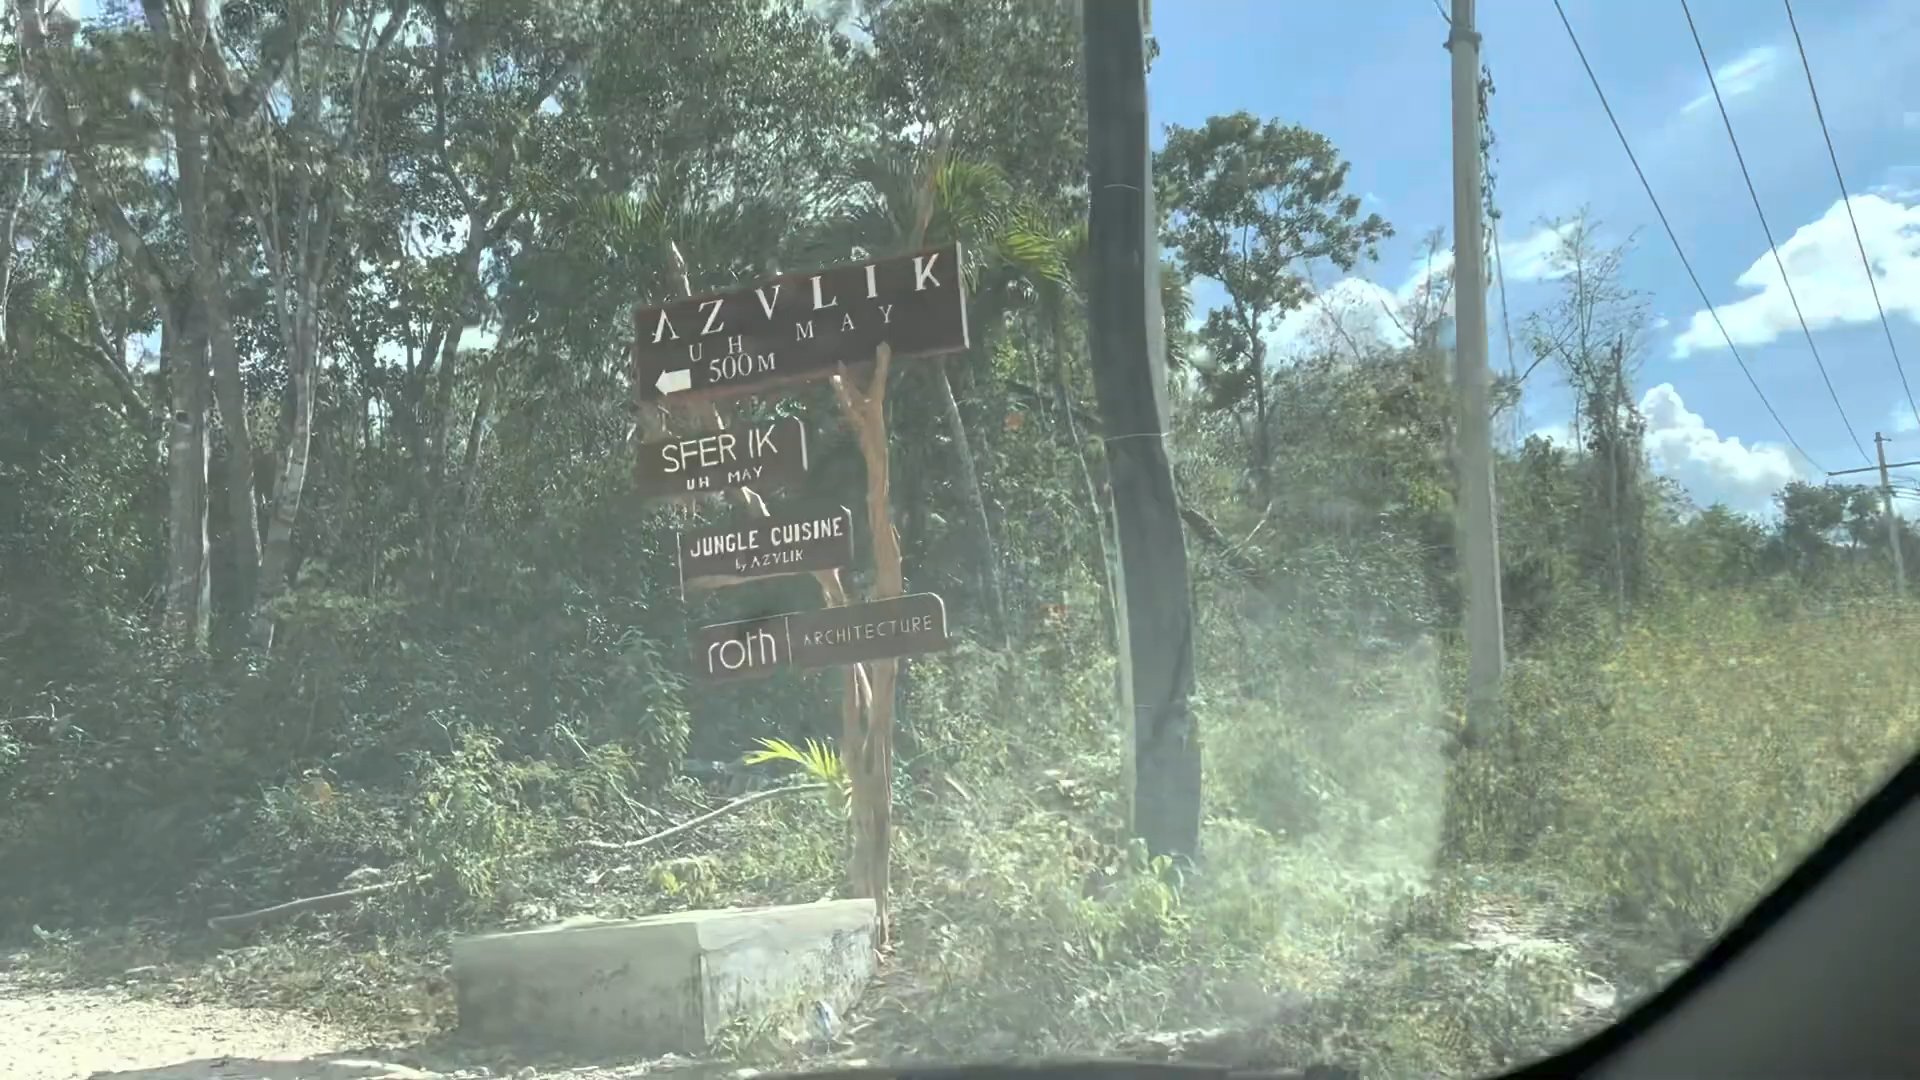 AZVLIK
UH MAY
500 M
SFER IK
UH MAY
JUNGLE CUISINE
by AZVLIK
roth | ARCHITECTURE